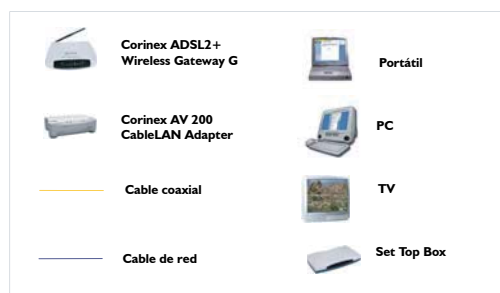 Corinex ADSL2+
Wireless Gateway G
Portátil
Corinex AV 200
CableLAN Adapter
PC
Cable coaxial
TV
Cable de red
Set Top Box